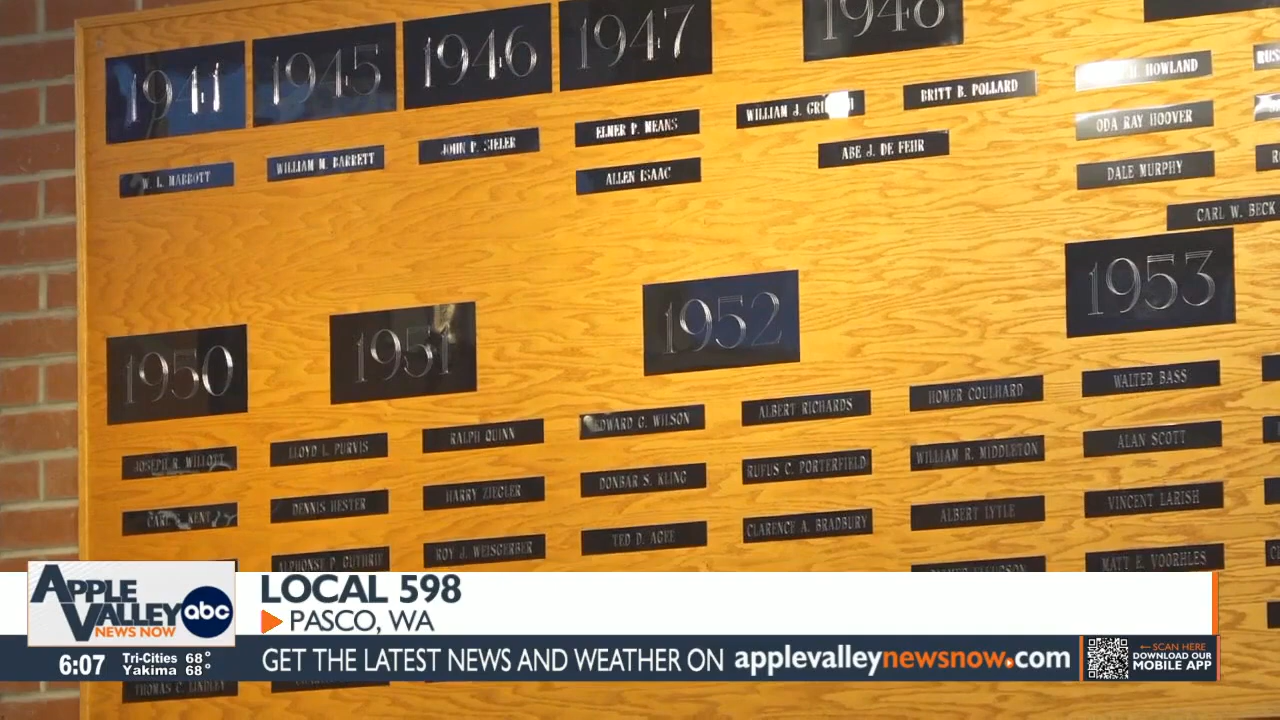 1941
1945
1946
1947
1948
W. L. MABBOTT
WILLIAM M. BARRETT
JOHN P. SIELER
ELMER P. MEANS
ALLEN ISAAC
WILLIAM J.
BRITT B. POLLARD
ABE J. DE FEHR
HOWLAND
ODA RAY HOOVER
DALE MURPHY
CARL W. BECK
1950
1951
1952
1953
JOSEPH R. WILLOTT
LLOYD L. PURVIS
RALPH QUINN
EDWARD G. WILSON
ALBERT RICHARDS
HOMER COULHARD
WALTER BASS
CARL KENT
DENNIS HESTER
HARRY ZIEGLER
DONBAR S. KLING
RUFUS C. PORTERFIELD
WILLIAM R. MIDDLETON
ALAN SCOTT
ALPHONSE P. GUTHRIE
ROY J. WEISGERBER
TED D. AGEE
CLARENCE A. BRADBURY
ALBERT LYTLE
VINCENT LARISH
MATT E. VOORHLES
THOMAS C. LINDLEY
APPLE
VALLEY abc
NEWS NOW
LOCAL 598
PASCO, WA
6:07
Tri-Cities 68°
Yakima 68°
GET THE LATEST NEWS AND WEATHER ON applevalleynewsnow.com
←SCAN HERE
DOWNLOAD OUR
MOBILE APP